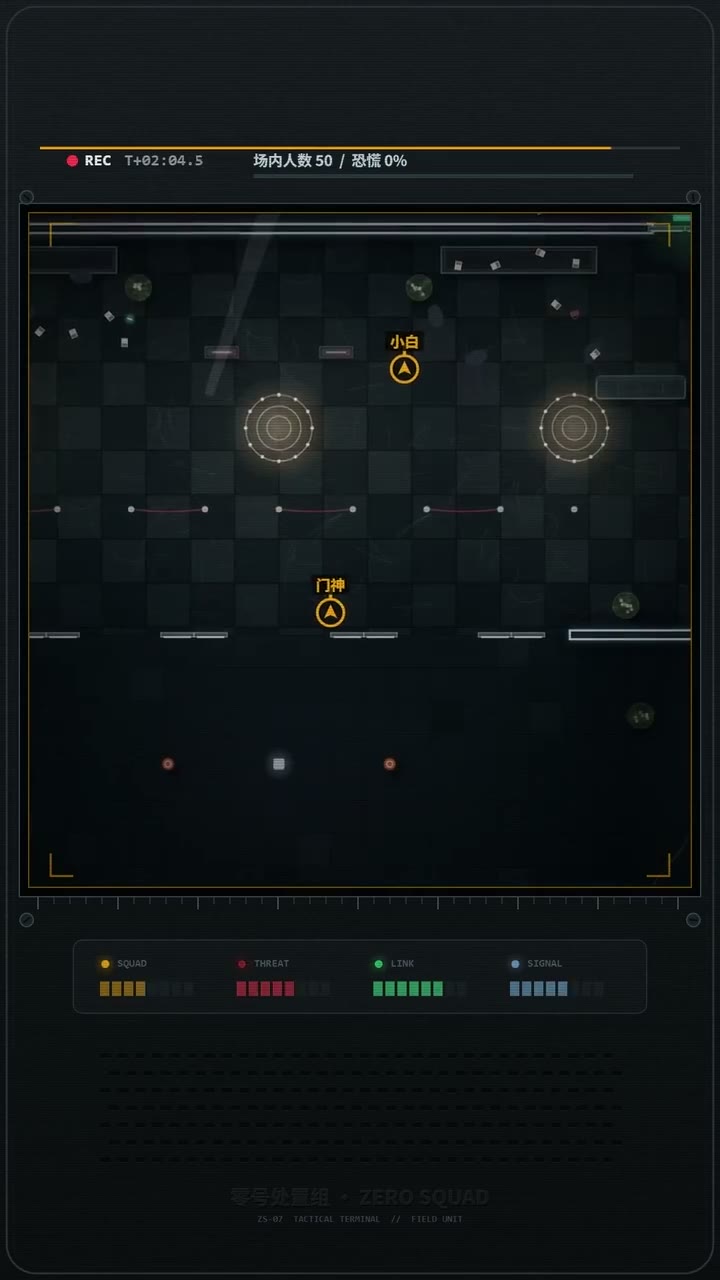 REC T+02:04.5 场内人数 50 / 恐慌 0%
小白
门神
SQUAD THREAT LINK SIGNAL
零号处置组 · ZERO SQUAD
ZS-07 TACTICAL TERMINAL // FIELD UNIT